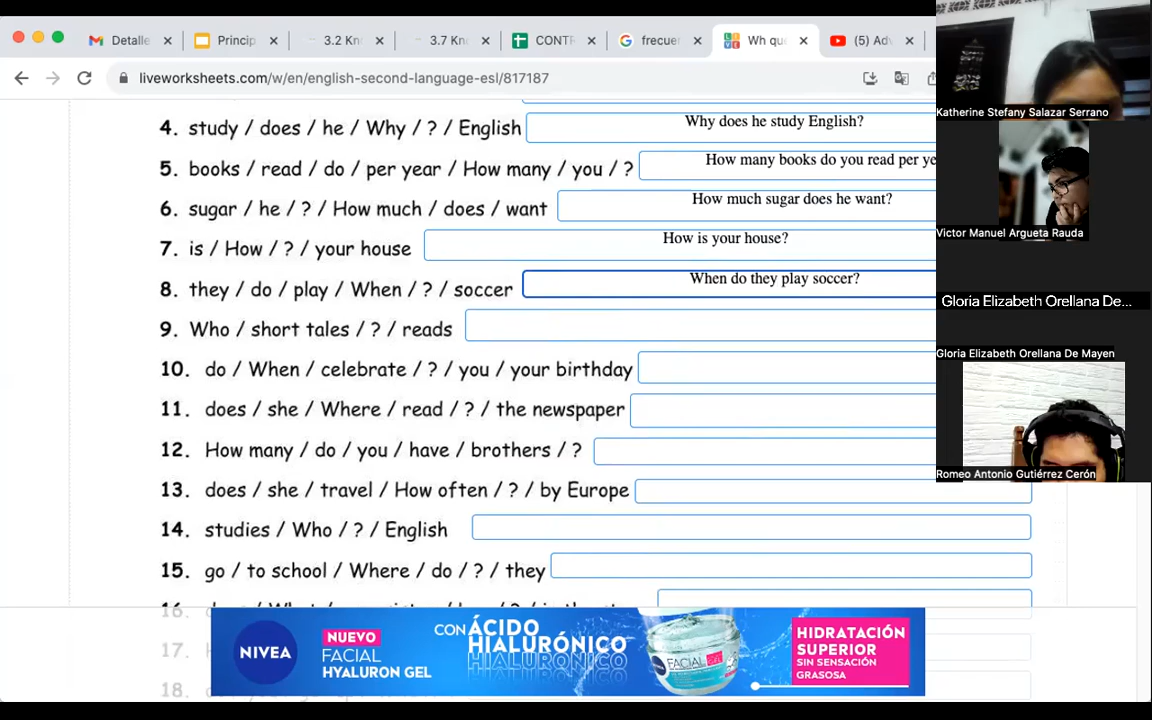 Detalle
Princip
3.2 Kn
3.7 Kn
CONTR
frecuer
Wh que
(5) Adv
liveworksheets.com/w/en/english-second-language-esl/817187
4. study / does / he / Why / ? / English
Why does he study English?
5. books / read / do / per year / How many / you / ?
How many books do you read per ye
6. sugar / he / ? / How much / does / want
How much sugar does he want?
7. is / How / ? / your house
How is your house?
8. they / do / play / When / ? / soccer
When do they play soccer?
9. Who / short tales / ? / reads
10. do / When / celebrate / ? / you / your birthday
11. does / she / Where / read / ? / the newspaper
12. How many / do / you / have / brothers / ?
13. does / she / travel / How often / ? / by Europe
14. studies / Who / ? / English
15. go / to school / Where / do / ? / they
16.
17.
18.
NIVEA
NUEVO
FACIAL
HYALURON GEL
CON ÁCIDO
HIALURÓNICO
HIALURONICO
NIVEA
FACIAL
GEL
HIDRATACIÓN
SUPERIOR
SIN SENSACIÓN
GRASOSA
Katherine Stefany Salazar Serrano
Victor Manuel Argueta Rauda
Gloria Elizabeth Orellana De...
Gloria Elizabeth Orellana De Mayen
Romeo Antonio Gutiérrez Cerón